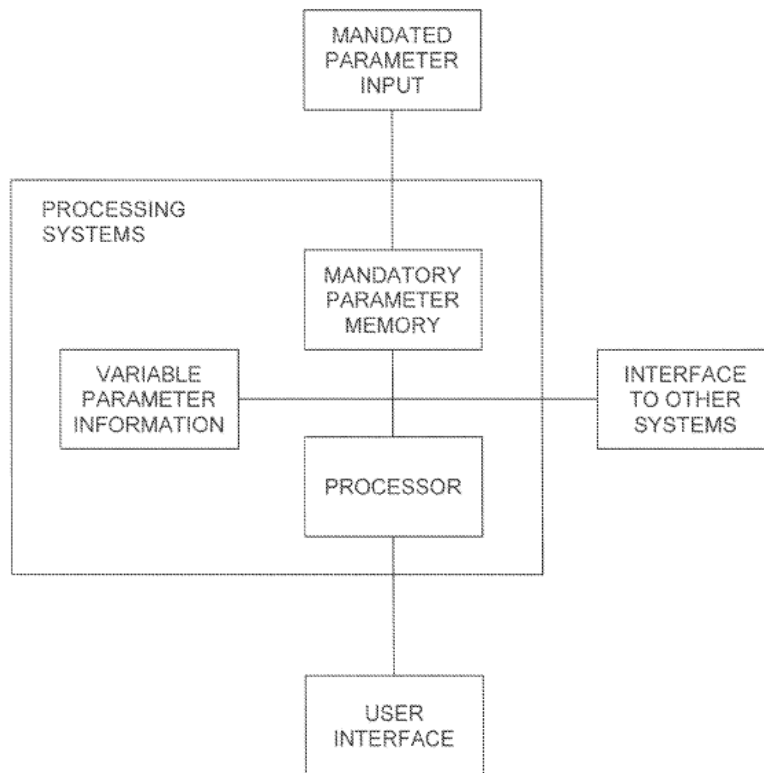 MANDATED
PARAMETER
INPUT
PROCESSING
SYSTEMS
MANDATORY
PARAMETER
MEMORY
VARIABLE
PARAMETER
INFORMATION
INTERFACE
TO OTHER
SYSTEMS
PROCESSOR
USER
INTERFACE